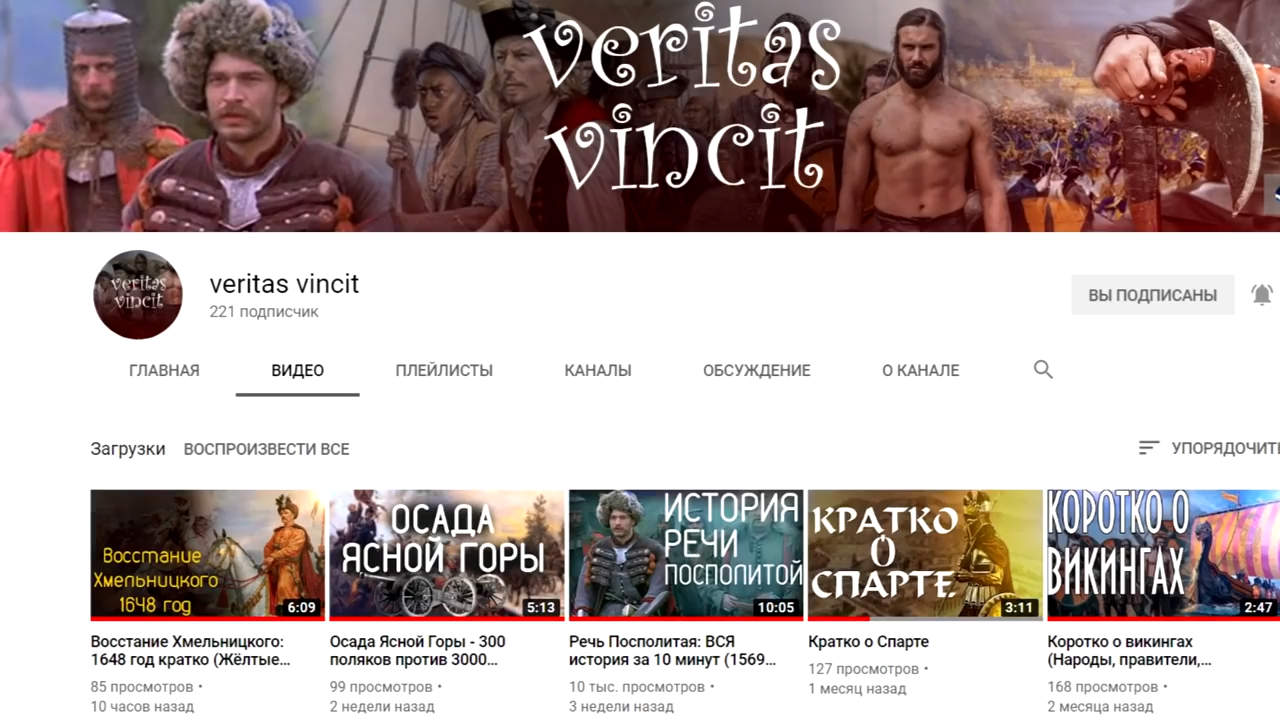 veritas
vincit
veritas
vincit
veritas vincit
221 подписчик
ВЫ ПОДПИСАНЫ
ГЛАВНАЯ
ВИДЕО
ПЛЕЙЛИСТЫ
КАНАЛЫ
ОБСУЖДЕНИЕ
О КАНАЛЕ
Загрузки
ВОСПРОИЗВЕСТИ ВСЕ
УПОРЯДОЧИТЬ
Восстание
Хмельницкого
1648 год
6:09
ОСАДА
ЯСНОЙ ГОРЫ
5:13
ИСТОРИЯ
РЕЧИ
ПОСПОЛИТОЙ
10:05
КРАТКО
О
СПАРТЕ
3:11
КОРОТКО О
ВИКИНГАХ
2:47
Восстание Хмельницкого:
1648 год кратко (Жёлтые...
85 просмотров •
10 часов назад
Осада Ясной Горы - 300
поляков против 3000...
99 просмотров •
2 недели назад
Речь Посполитая: ВСЯ
история за 10 минут (1569...
10 тыс. просмотров •
3 недели назад
Кратко о Спарте
127 просмотров •
1 месяц назад
Коротко о викингах
(Народы, правители,...
168 просмотров •
2 месяца назад